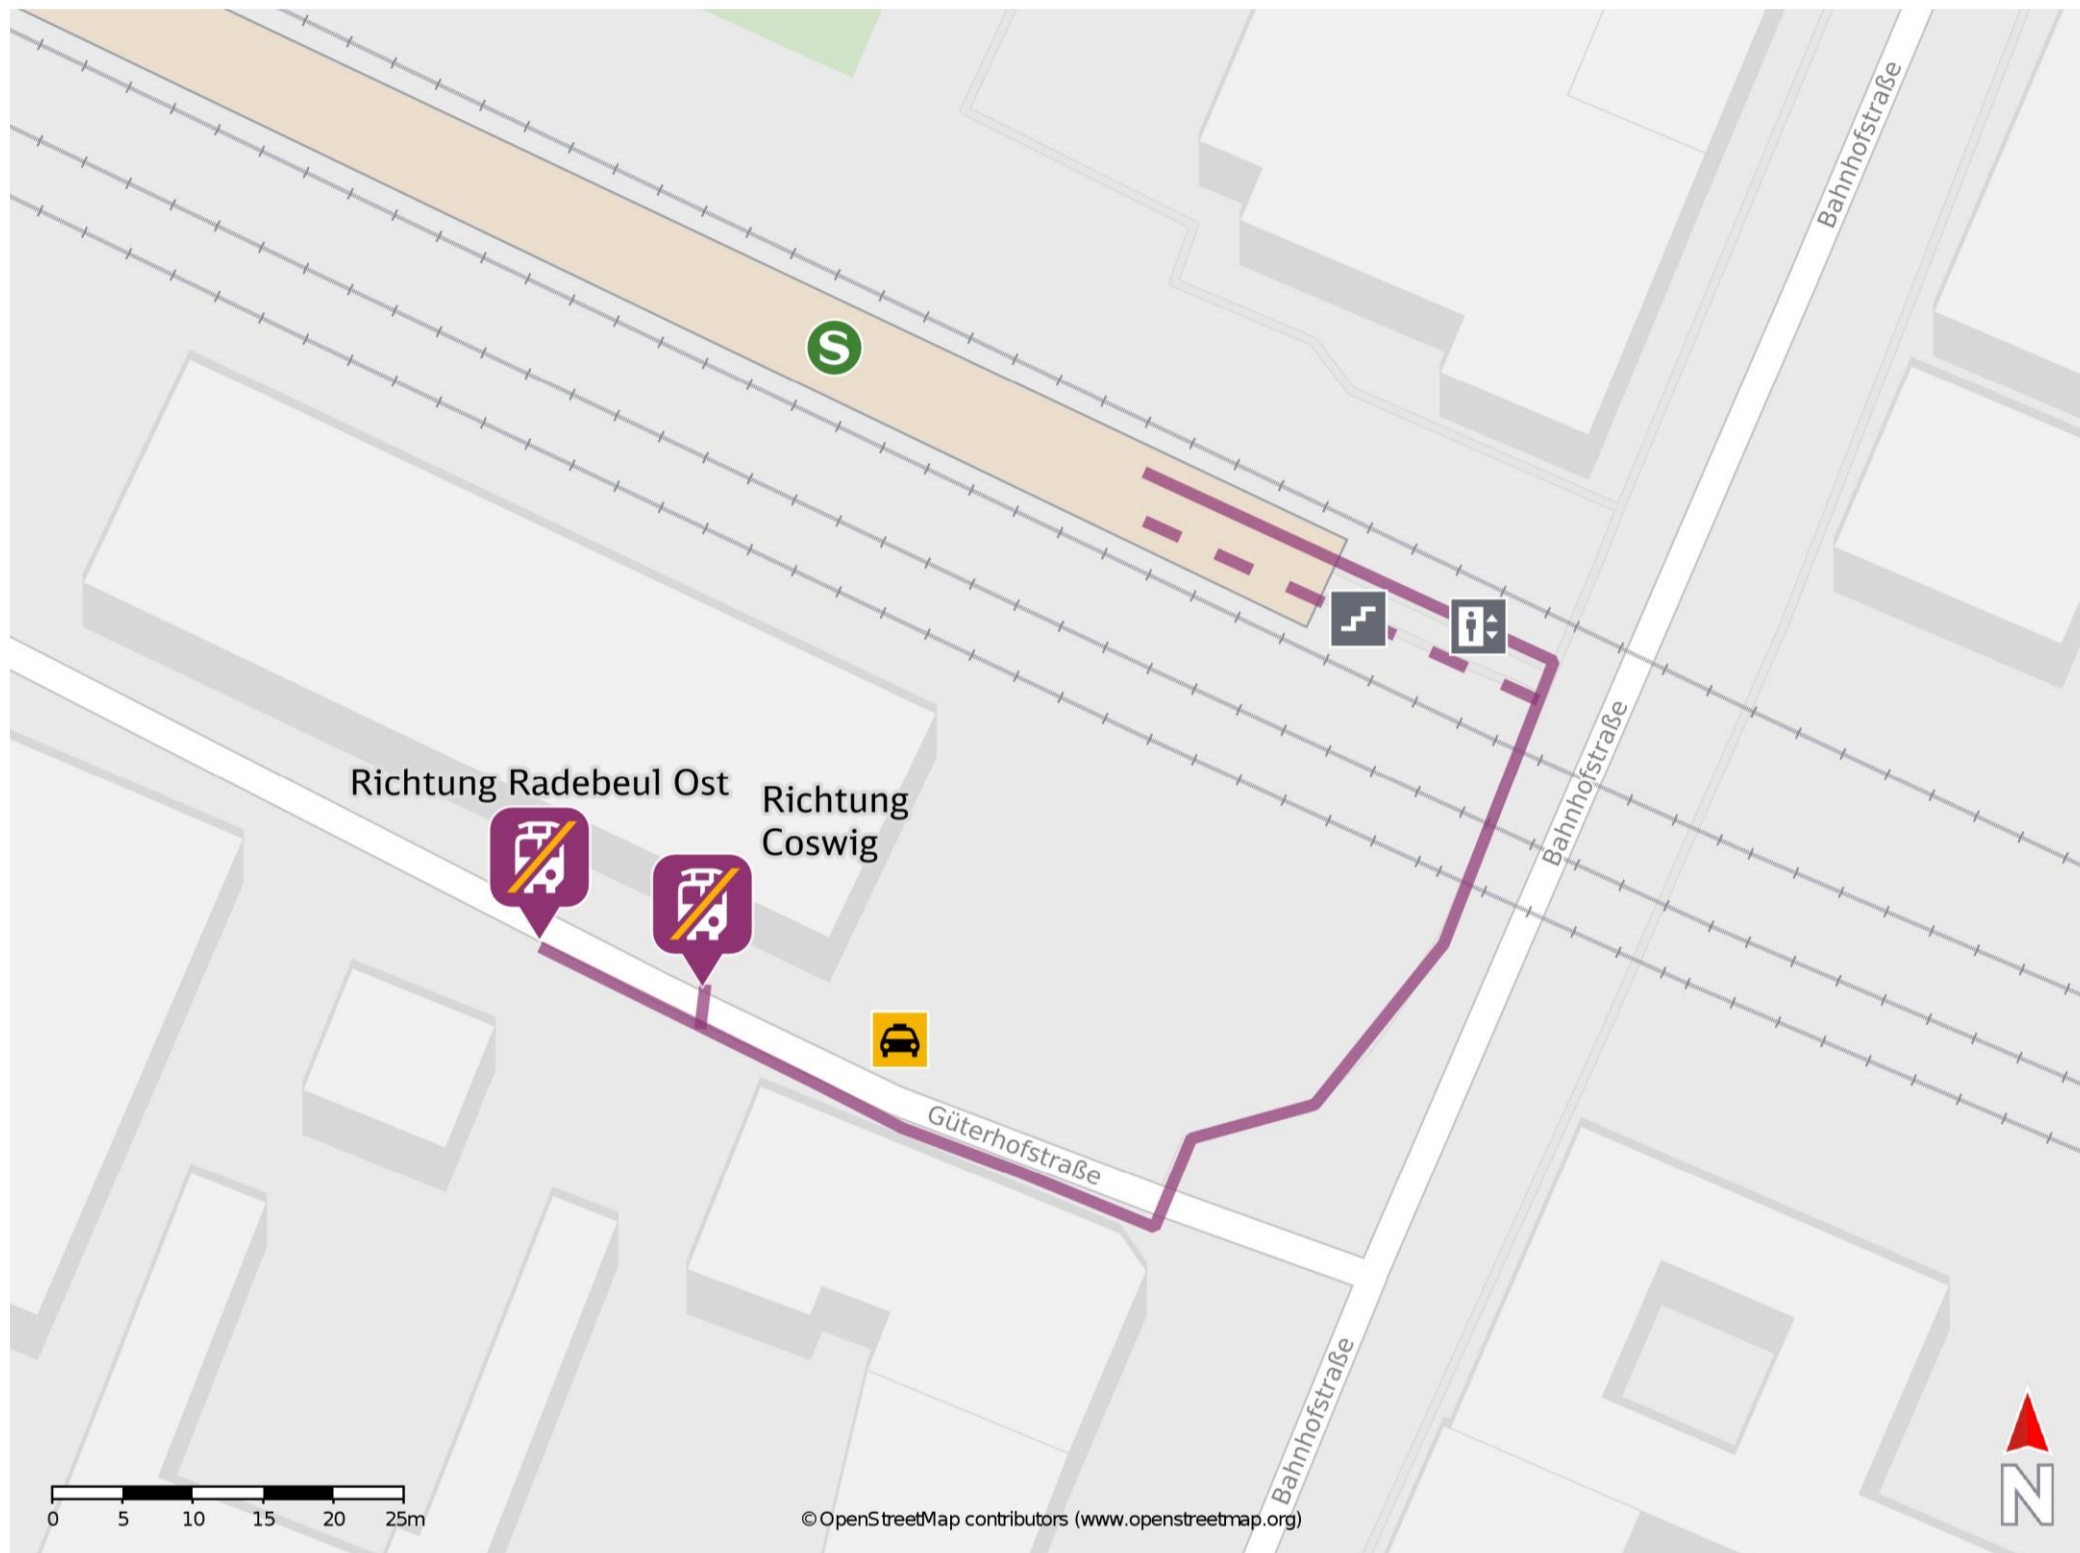 Bahnhofstraße
S
Bahnhofstraße
Richtung Radebeul Ost
Richtung
Coswig
Güterhofstraße
Bahnhofstraße
N
0 5 10 15 20 25m
©OpenStreetMap contributors (www.openstreetmap.org)